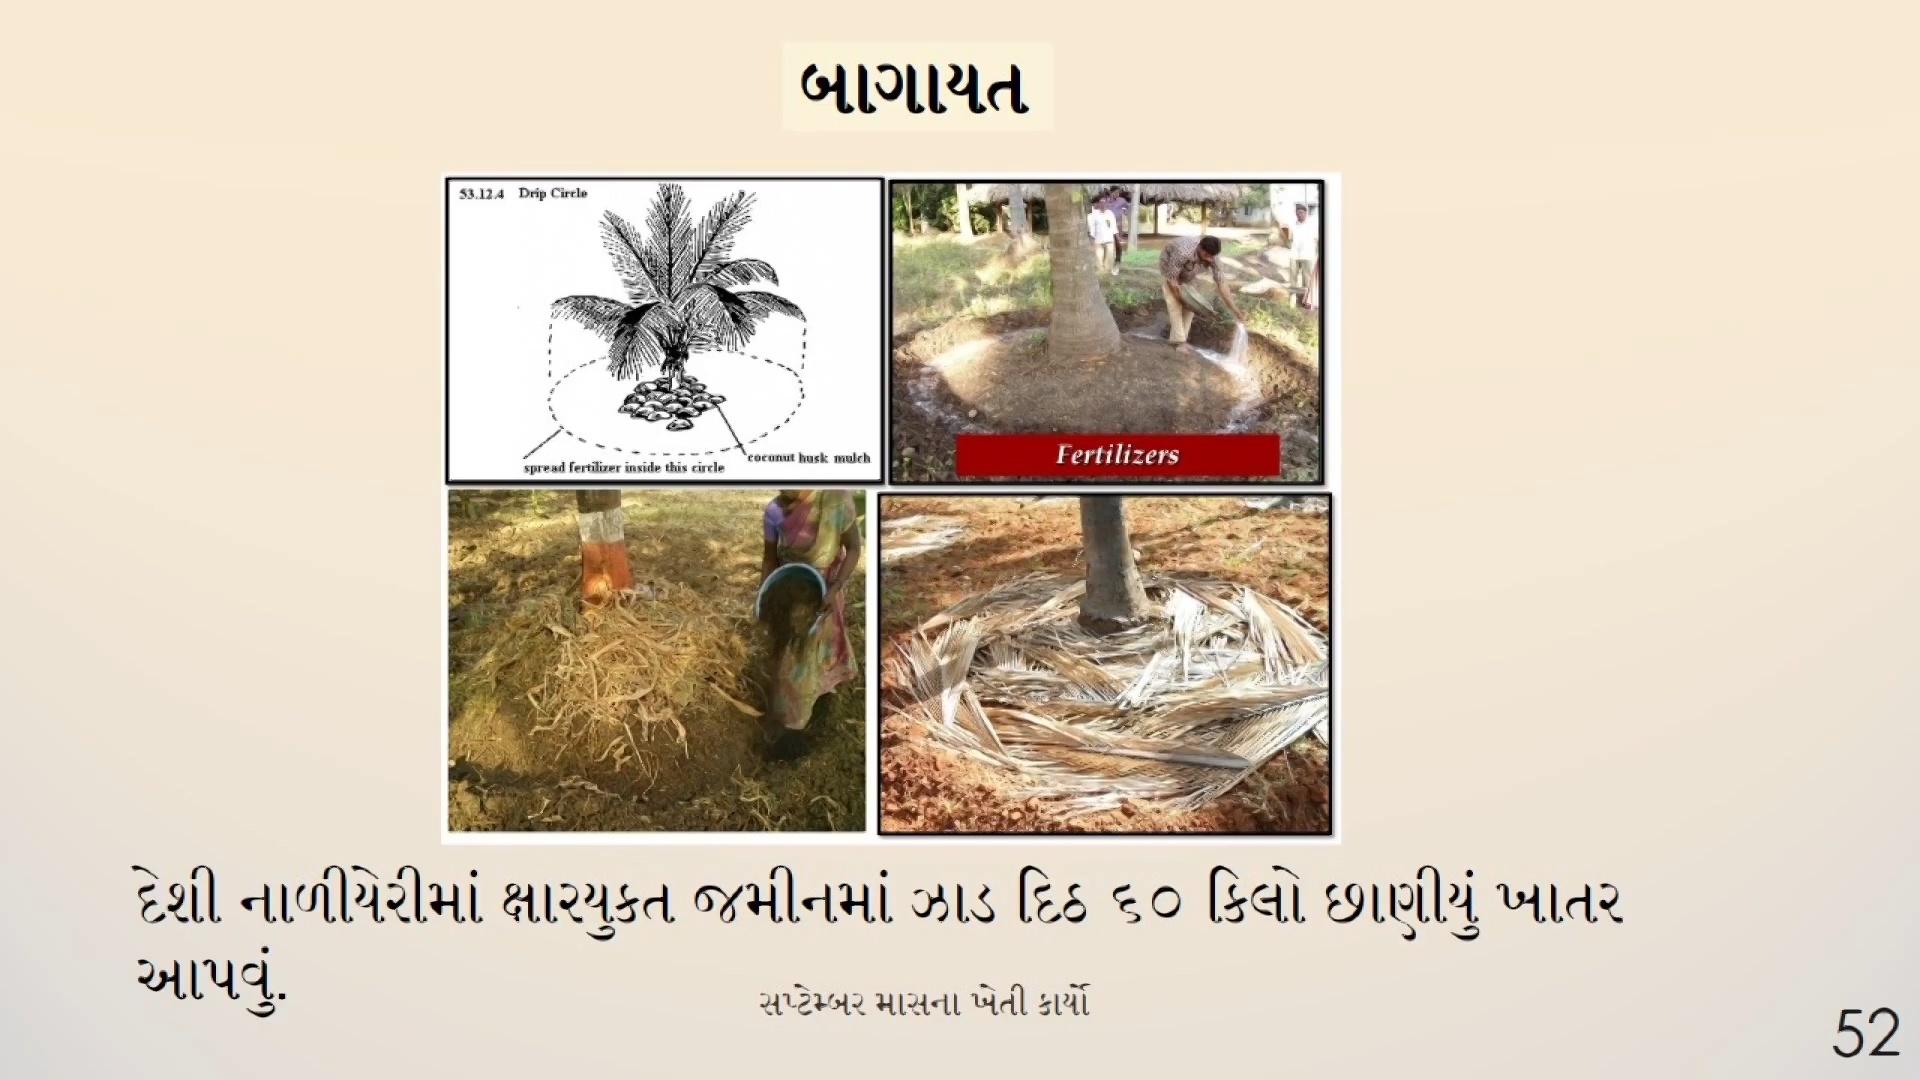 બાગાયત
53.12.4 Drip Circle
spread fertilizer inside this circle
coconut husk mulch
Fertilizers
દેશી નાળીયેરીમાં ક્ષારયુકત જમીનમાં ઝાડ દિઠ ૬૦ કિલો છાણીયું ખાતર
આપવું.
સપ્ટેમ્બર માસના ખેતી કાર્યો
52